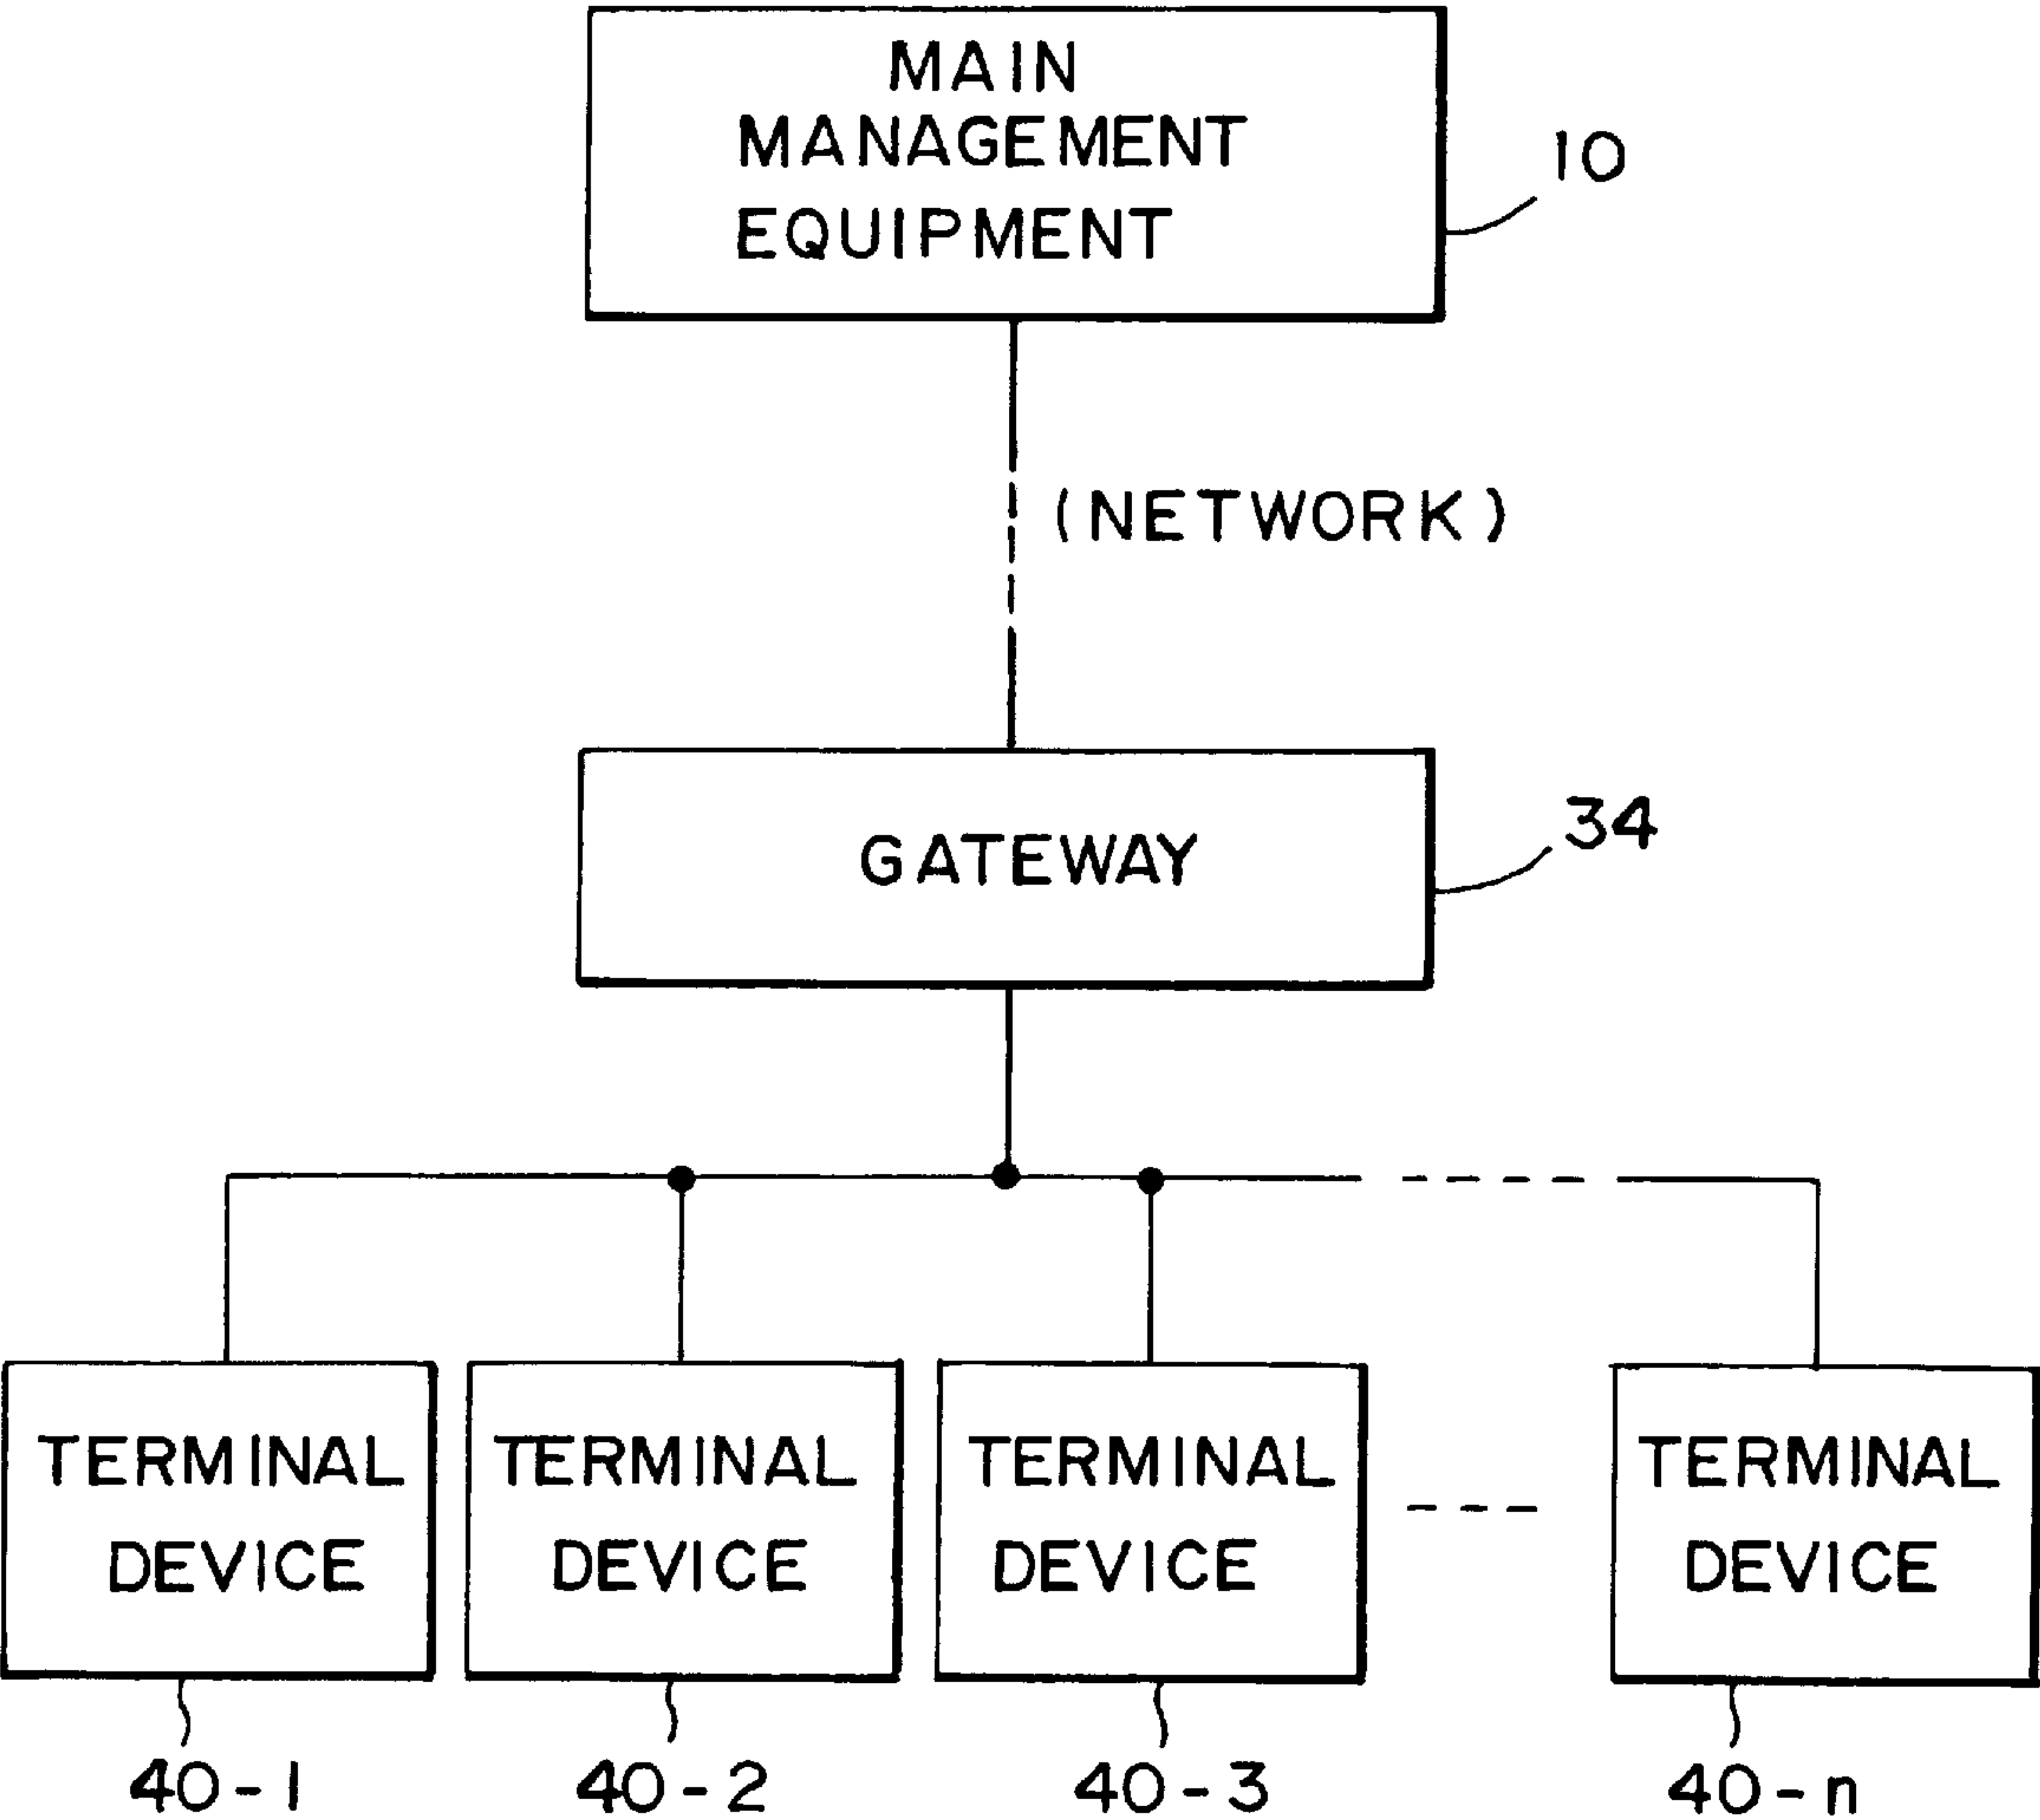 MAIN
MANAGEMENT
EQUIPMENT
10
(NETWORK)
GATEWAY
34
TERMINAL
DEVICE
TERMINAL
DEVICE
TERMINAL
DEVICE
TERMINAL
DEVICE
40-1
40-2
40-3
40-n